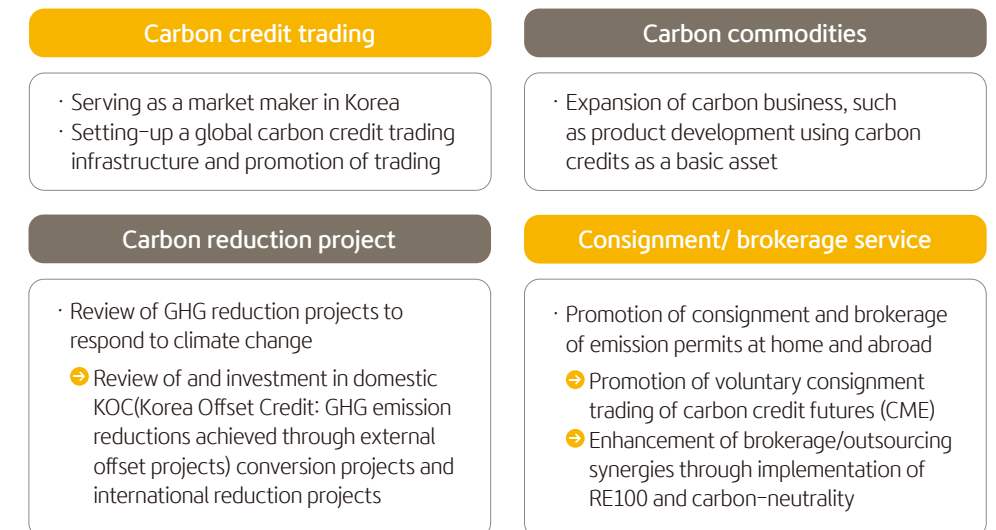 Carbon credit trading
· Serving as a market maker in Korea
· Setting-up a global carbon credit trading
infrastructure and promotion of trading
Carbon commodities
· Expansion of carbon business, such
as product development using carbon
credits as a basic asset
Carbon reduction project
· Review of GHG reduction projects to
respond to climate change
Review of and investment in domestic
KOC(Korea Offset Credit: GHG emission
reductions achieved through external
offset projects) conversion projects and
international reduction projects
Consignment/ brokerage service
· Promotion of consignment and brokerage
of emission permits at home and abroad
Promotion of voluntary consignment
trading of carbon credit futures (CME)
Enhancement of brokerage/outsourcing
synergies through implementation of
RE100 and carbon-neutrality